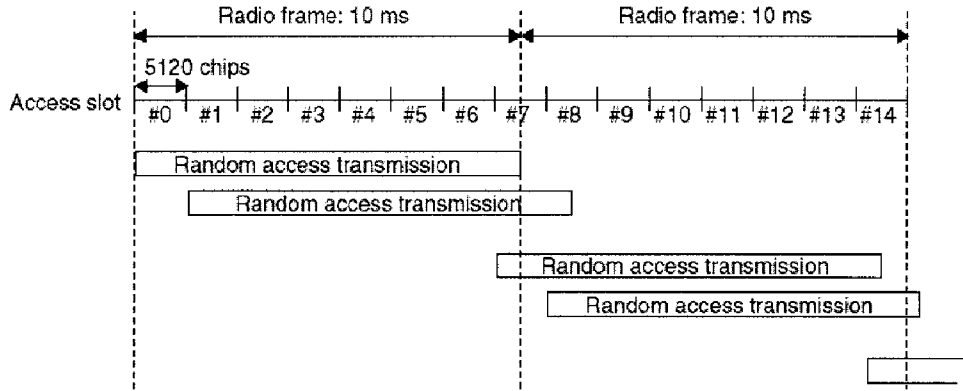 Radio frame: 10 ms Radio frame: 10 ms
5120 chips
Access slot
#0 #1 #2 #3 #4 #5 #6 #7 #8 #9 #10 #11 #12 #13 #14
Random access transmission
Random access transmission
Random access transmission
Random access transmission